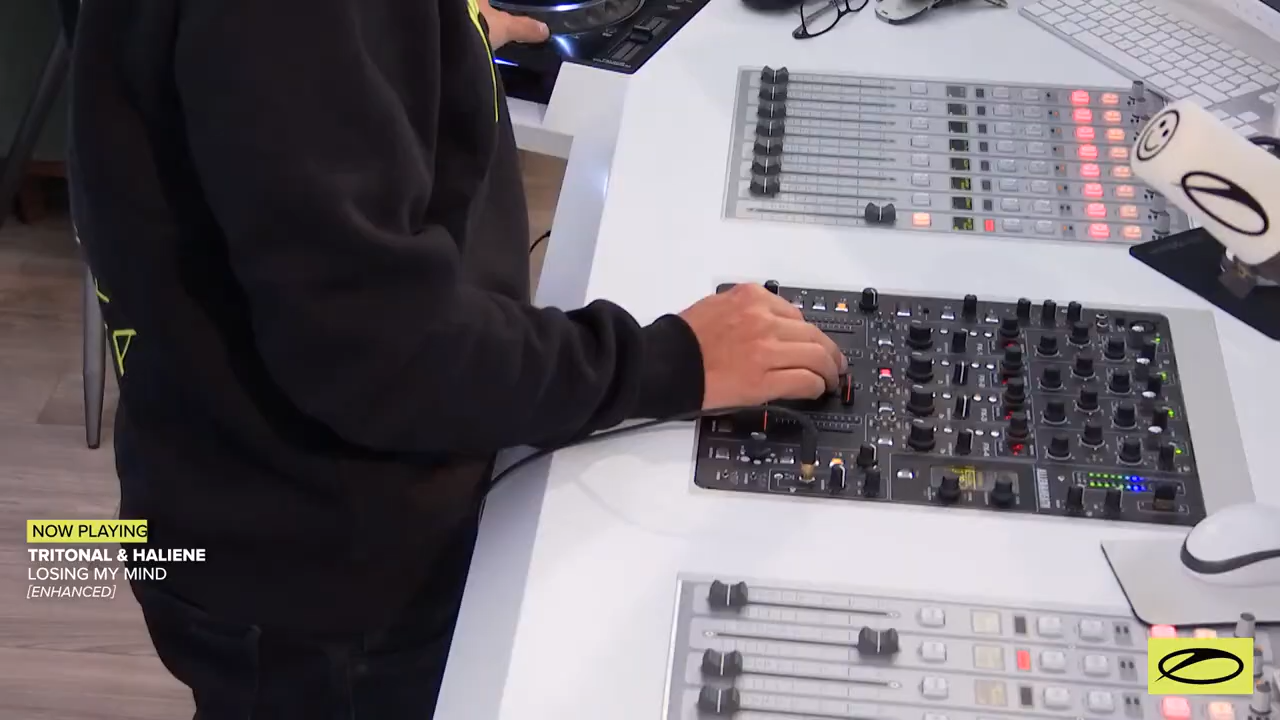 NOW PLAYING
TRITONAL & HALIENE
LOSING MY MIND
[ENHANCED]